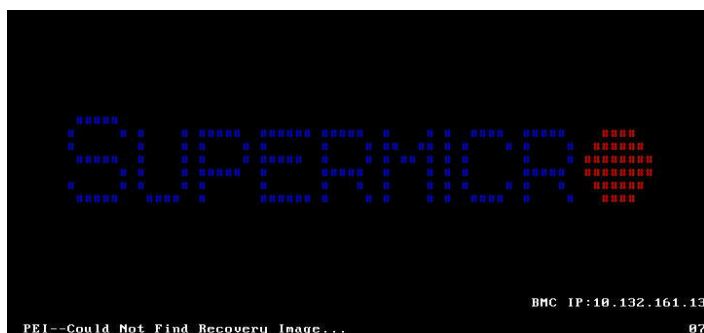 SUPERMICRO
BMC IP:10.132.161.13
PEI--Could Not Find Recovery Image...
07